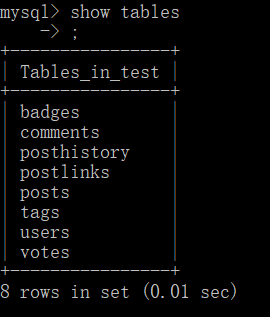 mysql> show tables
    -> ;
+----------------+
| Tables_in_test |
+----------------+
| badges         |
| comments       |
| posthistory    |
| postlinks      |
| posts          |
| tags           |
| users          |
| votes          |
+----------------+
8 rows in set (0.01 sec)